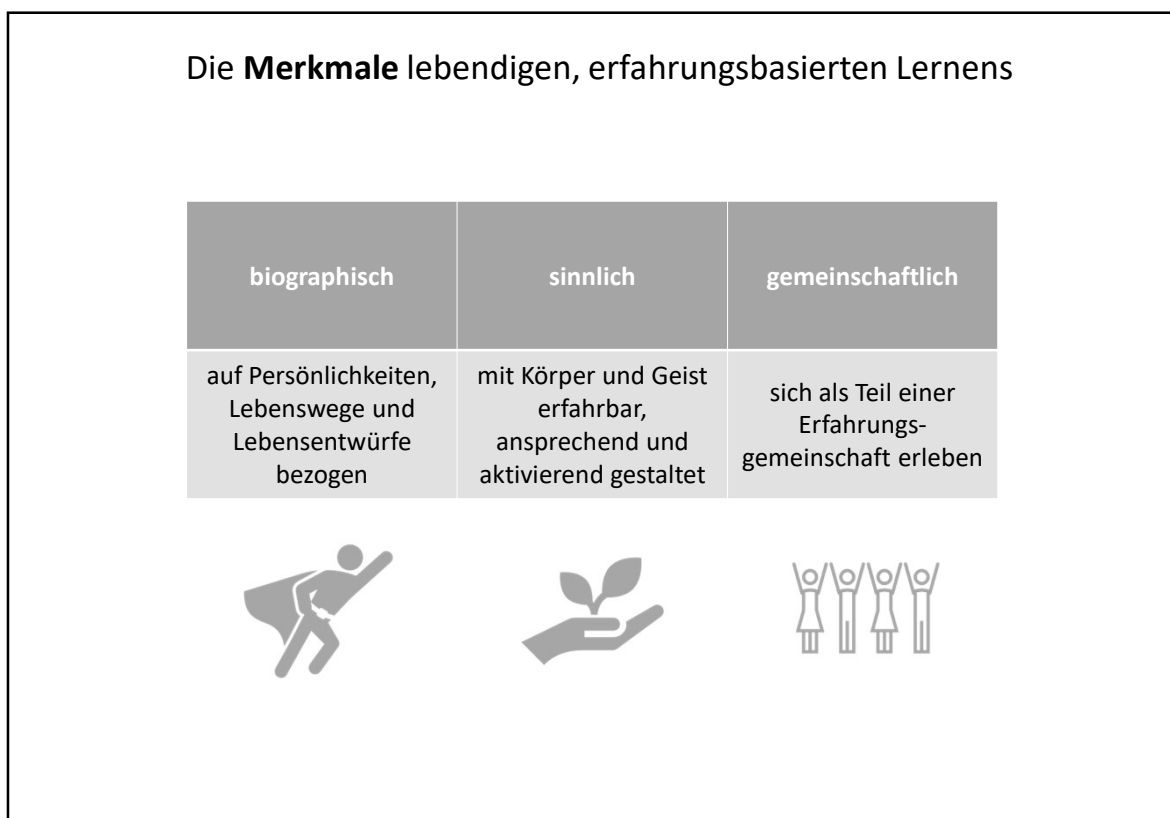 Die Merkmale lebendigen, erfahrungsbasierten Lernens
biographisch
sinnlich
gemeinschaftlich
auf Persönlichkeiten,
Lebenswege und
Lebensentwürfe
bezogen
mit Körper und Geist
erfahrbar,
ansprechend und
aktivierend gestaltet
sich als Teil einer
Erfahrungs-
gemeinschaft erleben